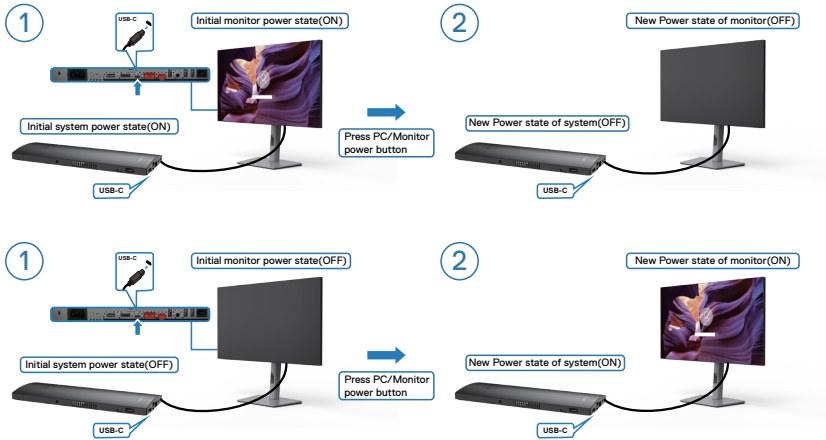 1
USB-C
Initial monitor power state(ON)
Initial system power state(ON)
USB-C
Press PC/Monitor
power button
2
New Power state of monitor(OFF)
New Power state of system(OFF)
USB-C
1
USB-C
Initial monitor power state(OFF)
Initial system power state(OFF)
USB-C
Press PC/Monitor
power button
2
New Power state of monitor(ON)
New Power state of system(ON)
USB-C